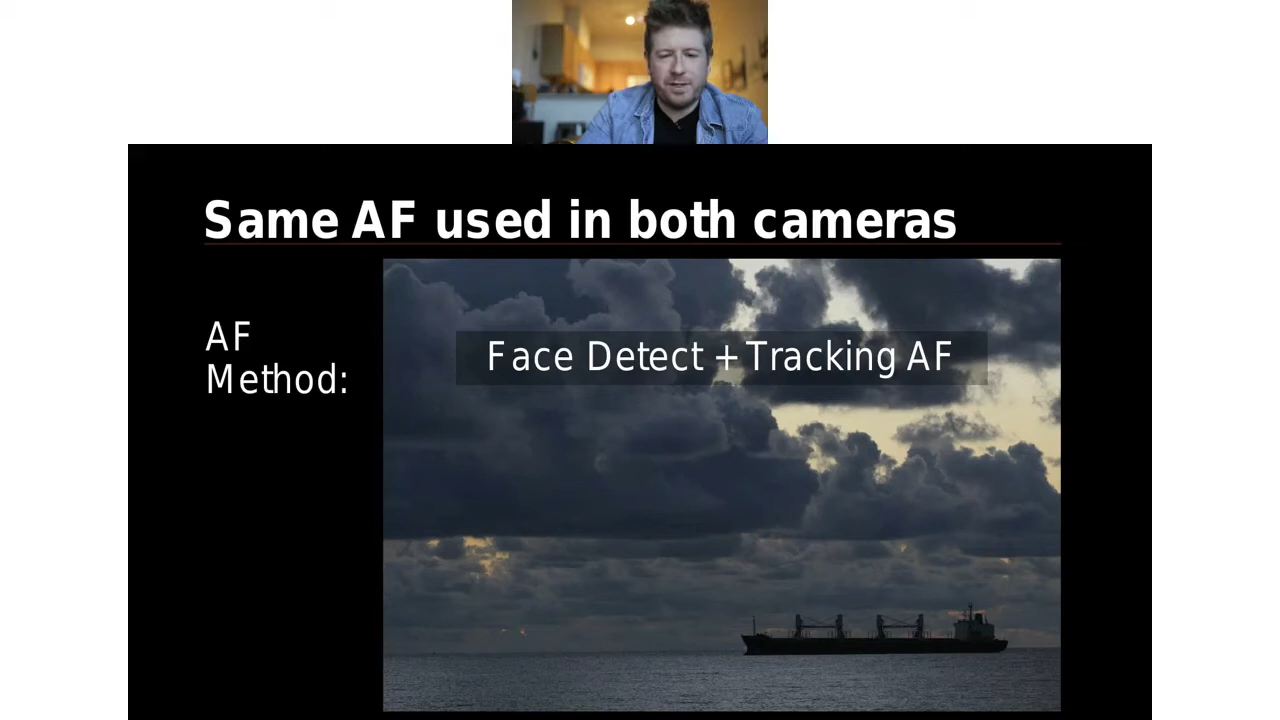 Same AF used in both cameras
AF
Method:
Face Detect + Tracking AF